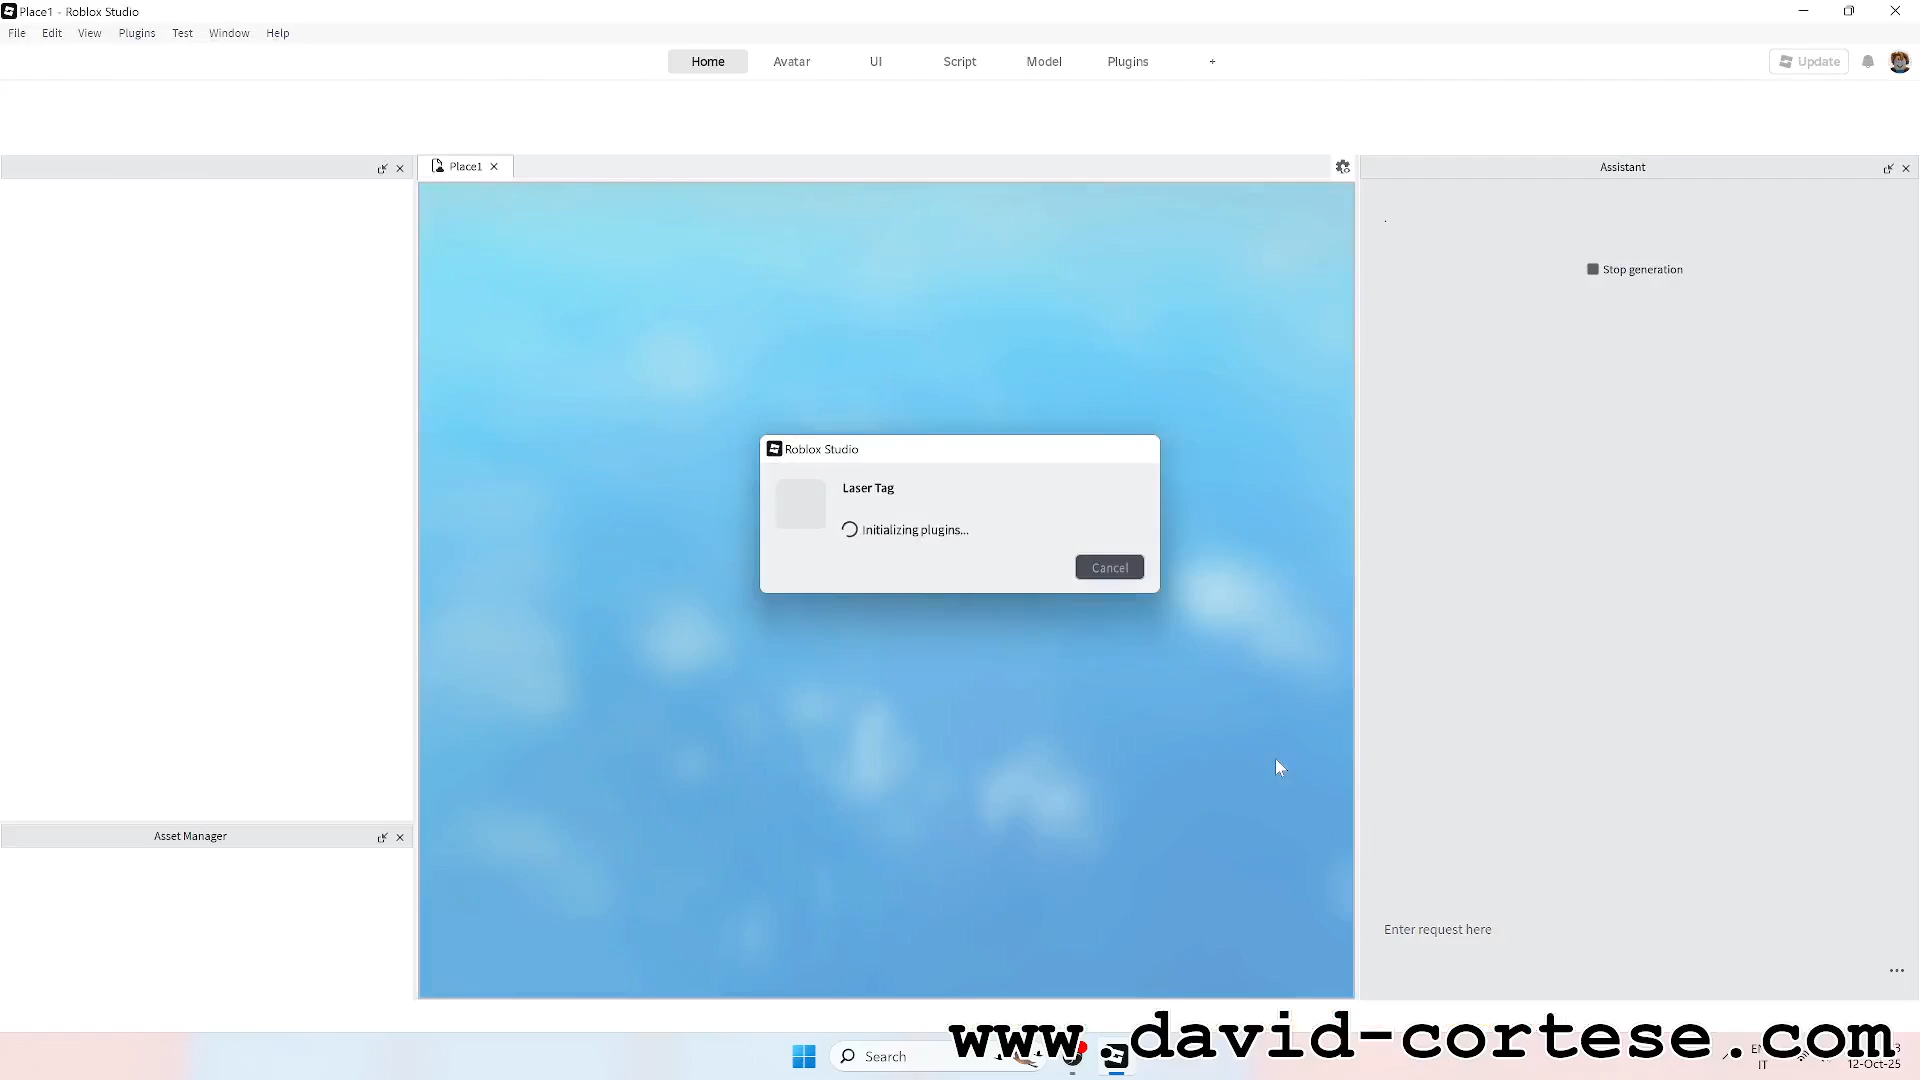 Place1 - Roblox Studio
File Edit View Plugins Test Window Help
Home Avatar UI Script Model Plugins +
Update
Place1
Assistant
.
Stop generation
Roblox Studio
Laser Tag
Initializing plugins...
Cancel
Asset Manager
Enter request here
...
www.david-cortese.com
Search
IT
12-Oct-25